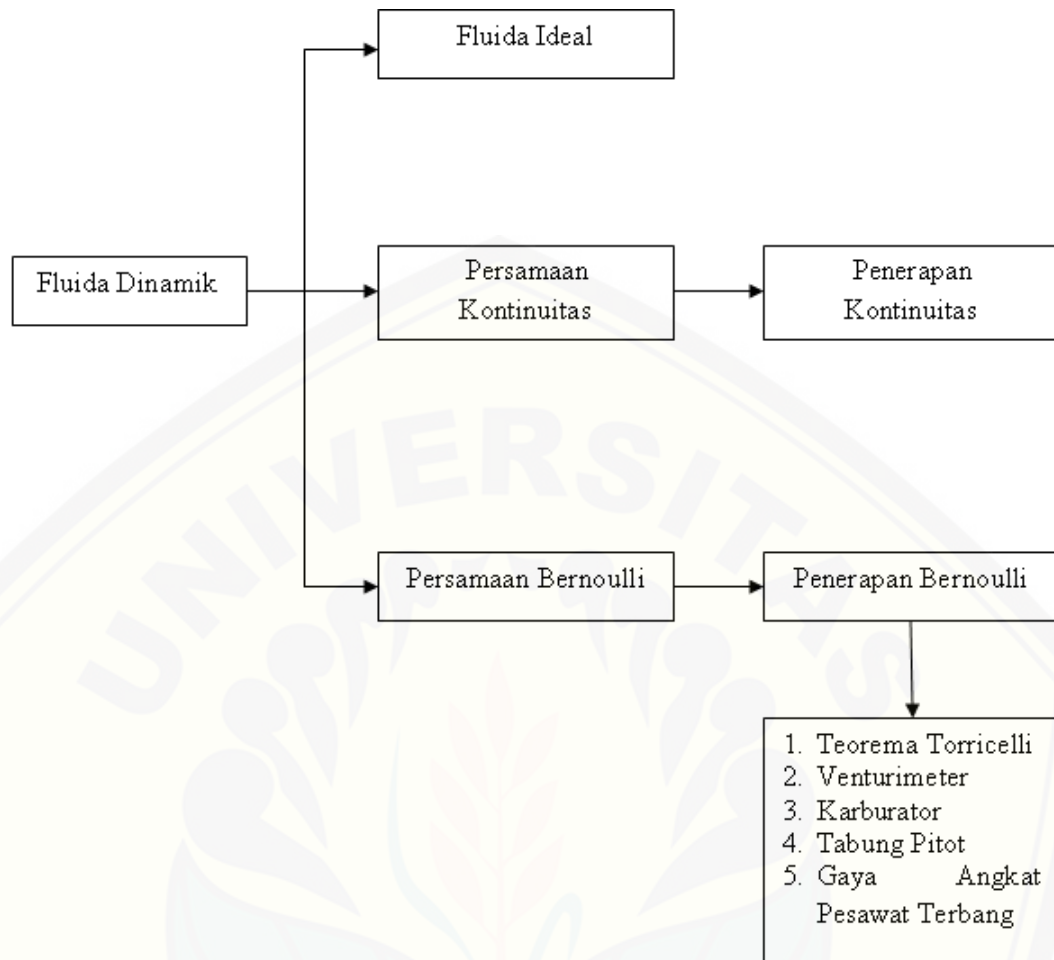 Fluida Ideal
Fluida Dinamik
Persamaan
Kontinuitas
Penerapan
Kontinuitas
Persamaan Bernoulli
Penerapan Bernoulli
1. Teorema Torricelli
2. Venturimeter
3. Karburator
4. Tabung Pitot
5. Gaya Angkat
Pesawat Terbang
UNIVERSITAS